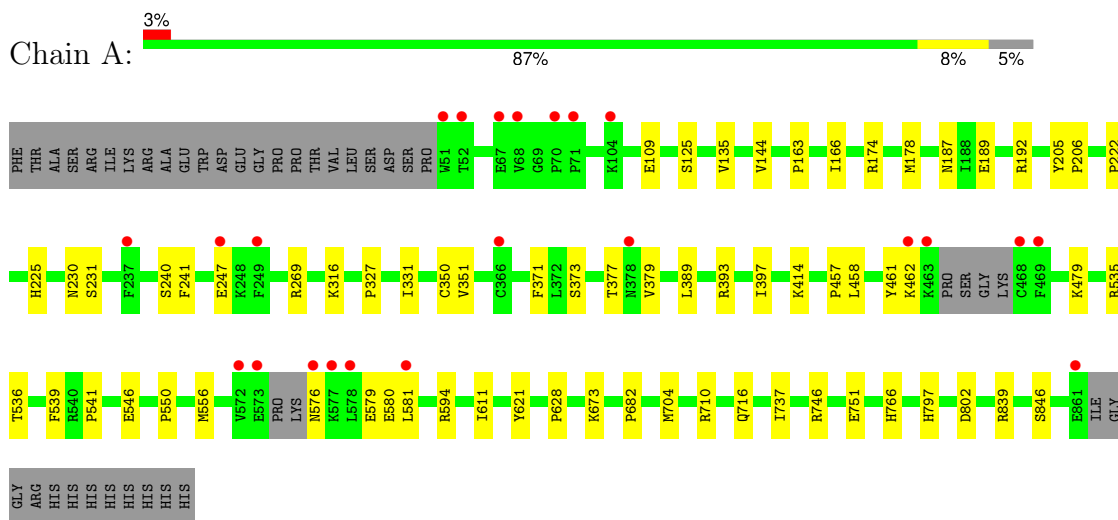 3%
Chain A:
87% 8% 5%
PHE THR ALA SER ARG ILE LYS ARG ALA GLU TRP ASP GLU GLY PRO PRO THR VAL LEU SER ASP SER PRO W51 T52 E67 V68 G69 P70 P71 K104 E109 S125 V135 V144 P163 I166 R174 M178 N187 I188 E189 R192 Y205 P206 P222
H225 N230 S231 F237 S240 F241 E247 K248 F249 R269 K316 P327 I331 C350 V351 C366 F371 L372 S373 T377 N378 V379 L389 R393 I397 K414 P457 L458 Y461 K462 K463 PRO SER GLY LYS C468 F469 K479 R535
T536 F539 R540 P541 E546 P550 M556 V572 E573 PRO LYS N576 K577 L578 E579 E580 L581 R594 I611 Y621 P628 K673 P682 M704 R710 Q716 I737 R746 E751 H766 H797 D802 R839 S846 E861 ILE GLY
GLY ARG HIS HIS HIS HIS HIS HIS HIS HIS